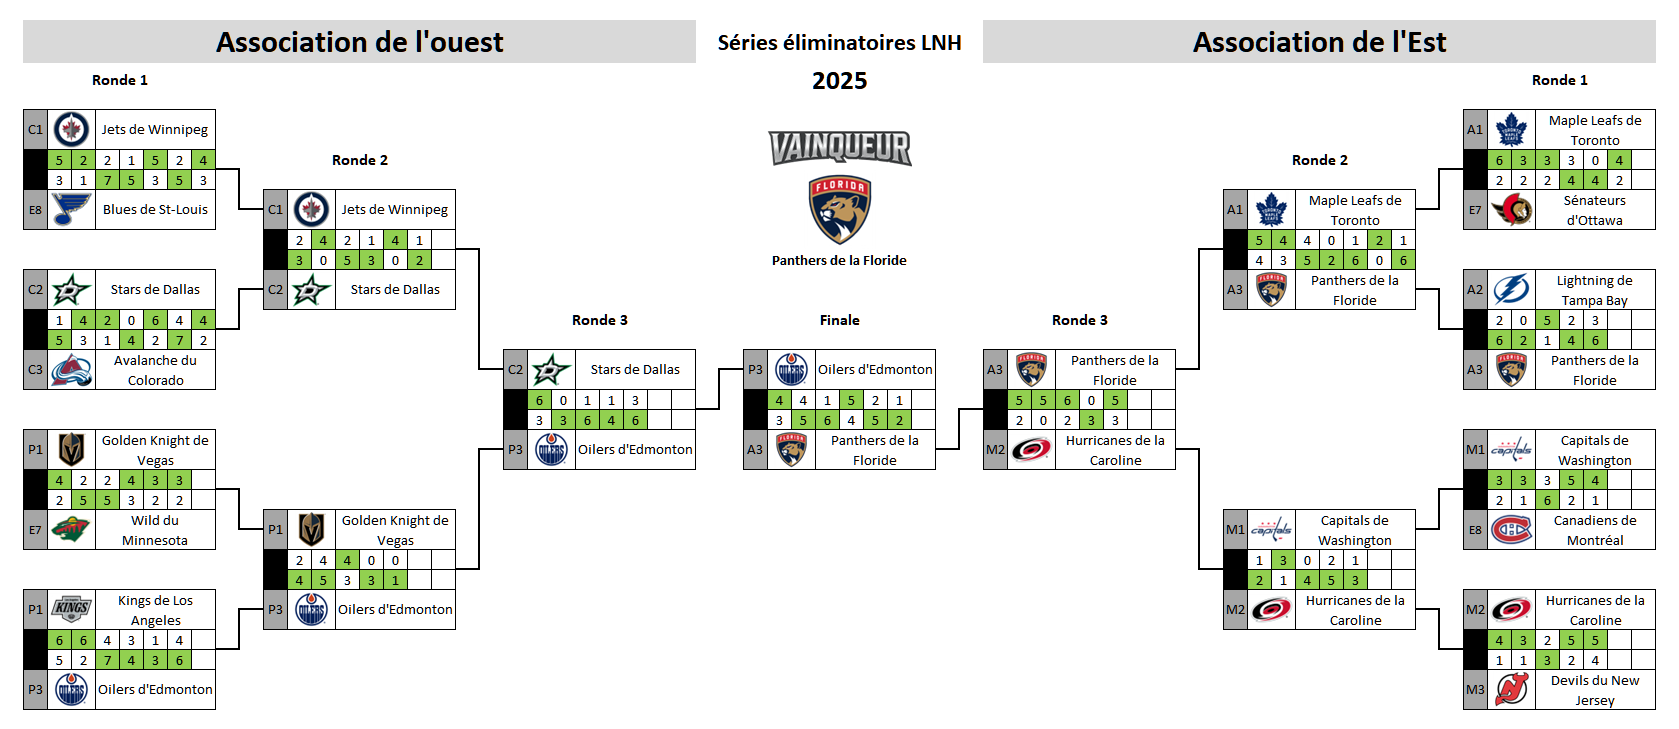 Association de l'ouest
Séries éliminatoires LNH
2025
Association de l'Est
Ronde 1
C1 Jets de Winnipeg
5 2 2 1 5 2 4
3 1 7 5 3 5 3
E8 Blues de St-Louis
C2 Stars de Dallas
1 4 2 0 6 4 4
5 3 1 4 2 7 2
C3 Avalanche du
Colorado
P1 Golden Knight de
Vegas
4 2 2 4 3 3
2 5 5 3 2 2
E7 Wild du
Minnesota
P1 KINGS Kings de Los
Angeles
6 6 4 3 1 4
5 2 7 4 3 6
P3 OILERS Oilers d'Edmonton
Ronde 2
C1 Jets de Winnipeg
2 4 2 1 4 1
3 0 5 3 0 2
C2 Stars de Dallas
P1 Golden Knight de
Vegas
2 4 4 0 0
4 5 3 3 1
P3 OILERS Oilers d'Edmonton
Ronde 3
C2 Stars de Dallas
6 0 1 1 3
3 3 6 4 6
P3 OILERS Oilers d'Edmonton
VAINQUEUR
FLORIDA
Panthers de la Floride
Finale
P3 OILERS Oilers d'Edmonton
4 4 1 5 2 1
3 5 6 4 5 2
A3 FLORIDA Panthers de la
Floride
Ronde 3
A3 FLORIDA Panthers de la
Floride
5 5 6 0 5
2 0 2 3 3
M2 Hurricanes de la
Caroline
Ronde 2
A1 TORONTO MAPLE LEAFS Maple Leafs de
Toronto
5 4 4 0 1 2 1
4 3 5 2 6 0 6
A3 FLORIDA Panthers de la
Floride
M1 capitals Capitals de
Washington
1 3 0 2 1
2 1 4 5 3
M2 Hurricanes de la
Caroline
Ronde 1
A1 TORONTO MAPLE LEAFS Maple Leafs de
Toronto
6 3 3 3 0 4
2 2 2 4 4 2
E7 Sénateurs
d'Ottawa
A2 Lightning de
Tampa Bay
2 0 5 2 3
6 2 1 4 6
A3 FLORIDA Panthers de la
Floride
M1 capitals Capitals de
Washington
3 3 3 5 4
2 1 6 2 1
E8 Canadiens de
Montréal
M2 Hurricanes de la
Caroline
4 3 2 5 5
1 1 3 2 4
M3 Devils du New
Jersey